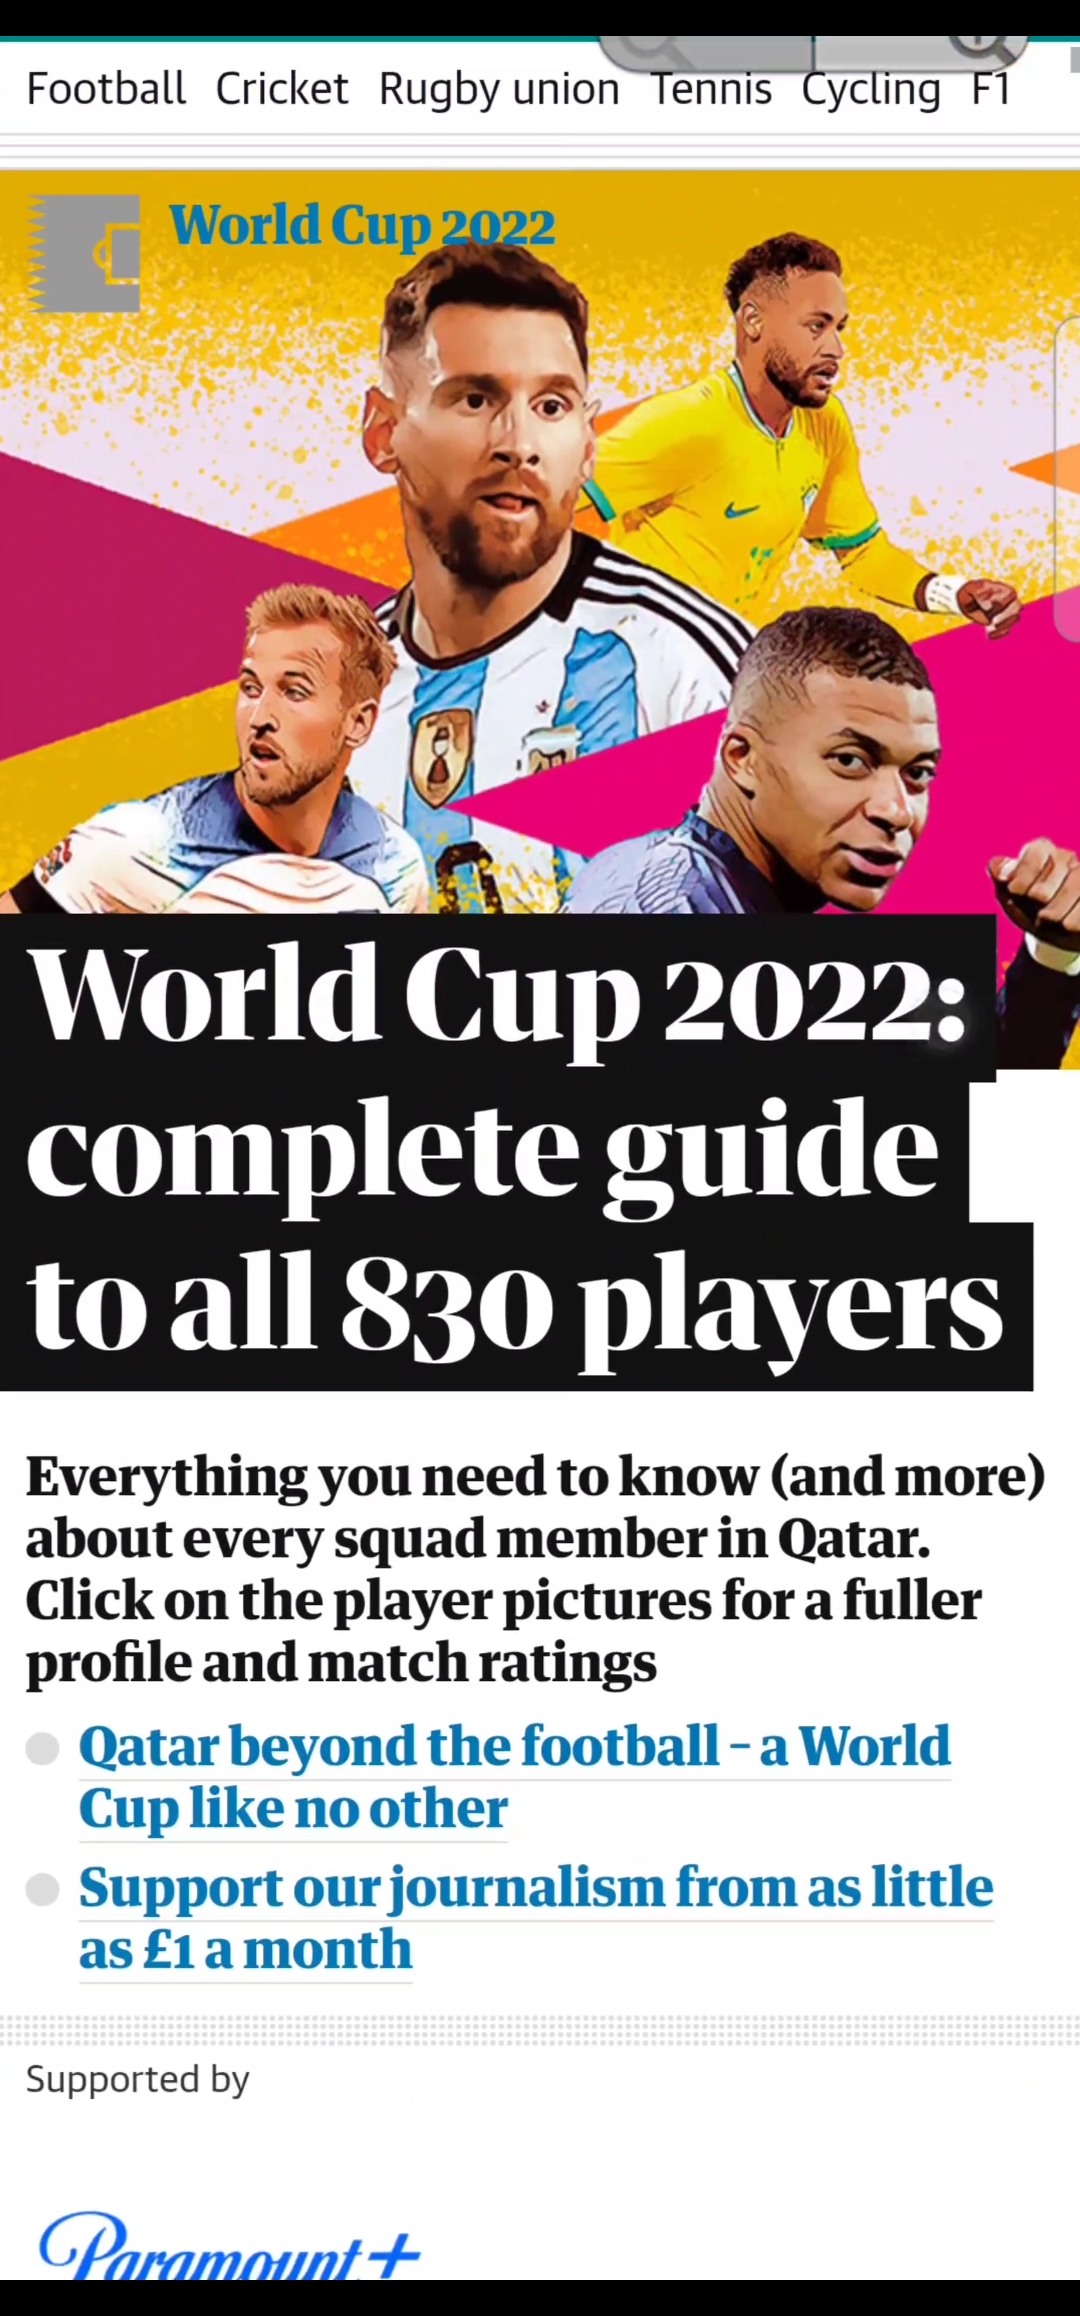 Football Cricket Rugby union Tennis Cycling F1
World Cup 2022
World Cup 2022:
complete guide
to all 830 players
Everything you need to know (and more)
about every squad member in Qatar.
Click on the player pictures for a fuller
profile and match ratings
Qatar beyond the football – a World
Cup like no other
Support our journalism from as little
as £1 a month
Supported by
Paramount+